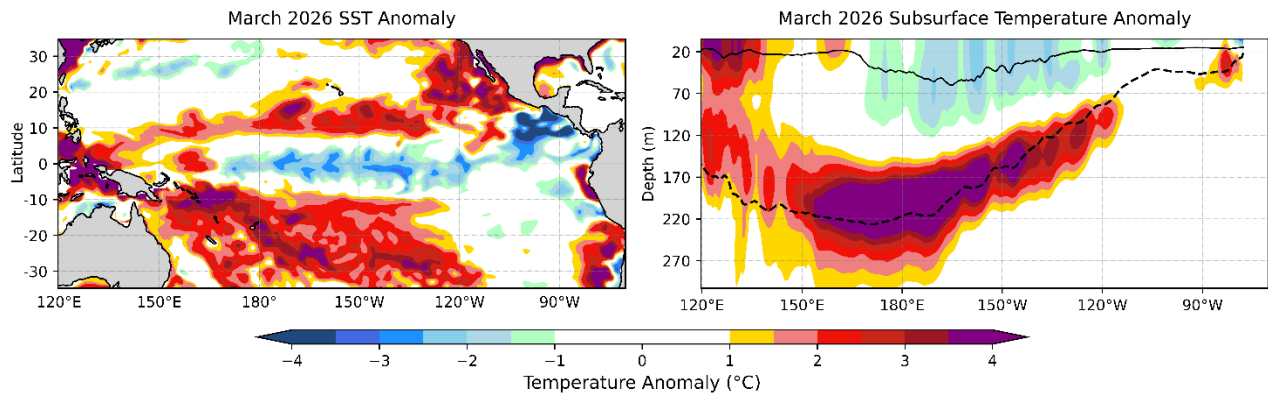 March 2026 SST Anomaly
March 2026 Subsurface Temperature Anomaly
Latitude
30
20
10
0
-10
-20
-30
120°E
150°E
180°
150°W
120°W
90°W
Depth (m)
20
70
120
170
220
270
120°E
150°E
180°E
150°W
120°W
90°W
−4
−3
−2
−1
0
1
2
3
4
Temperature Anomaly (°C)